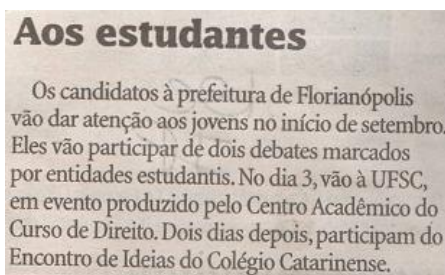 Aos estudantes
Os candidatos à prefeitura de Florianópolis
vão dar atenção aos jovens no início de setembro.
Eles vão participar de dois debates marcados
por entidades estudantis. No dia 3, vão à UFSC,
em evento produzido pelo Centro Acadêmico do
Curso de Direito. Dois dias depois, participam do
Encontro de Ideias do Colégio Catarinense.